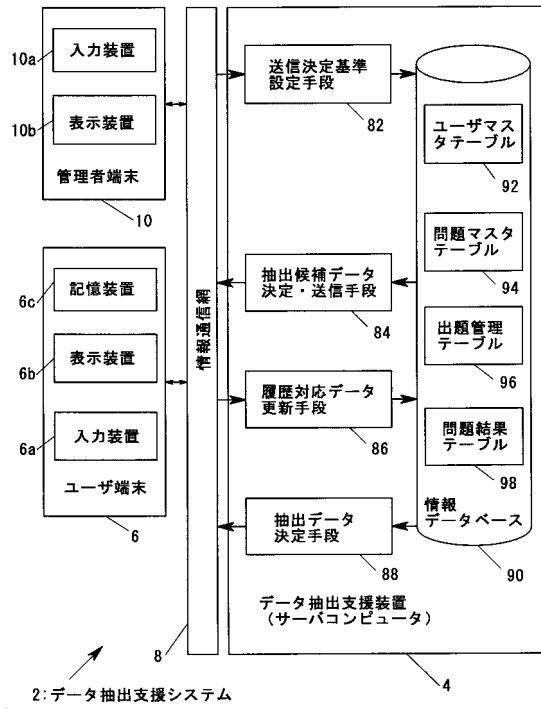 10a
入力装置
10b
表示装置
管理者端末
10
6c
記憶装置
6b
表示装置
6a
入力装置
ユーザ端末
6
情報通信網
8
送信決定基準
設定手段
82
抽出候補データ
決定・送信手段
84
履歴対応データ
更新手段
86
抽出データ
決定手段
88
ユーザマス
タテーブル
92
問題マスタ
テーブル
94
出題管理
テーブル
96
問題結果
テーブル
98
情報
データベース
90
データ抽出支援装置
(サーバコンピュータ)
4
2:データ抽出支援システム